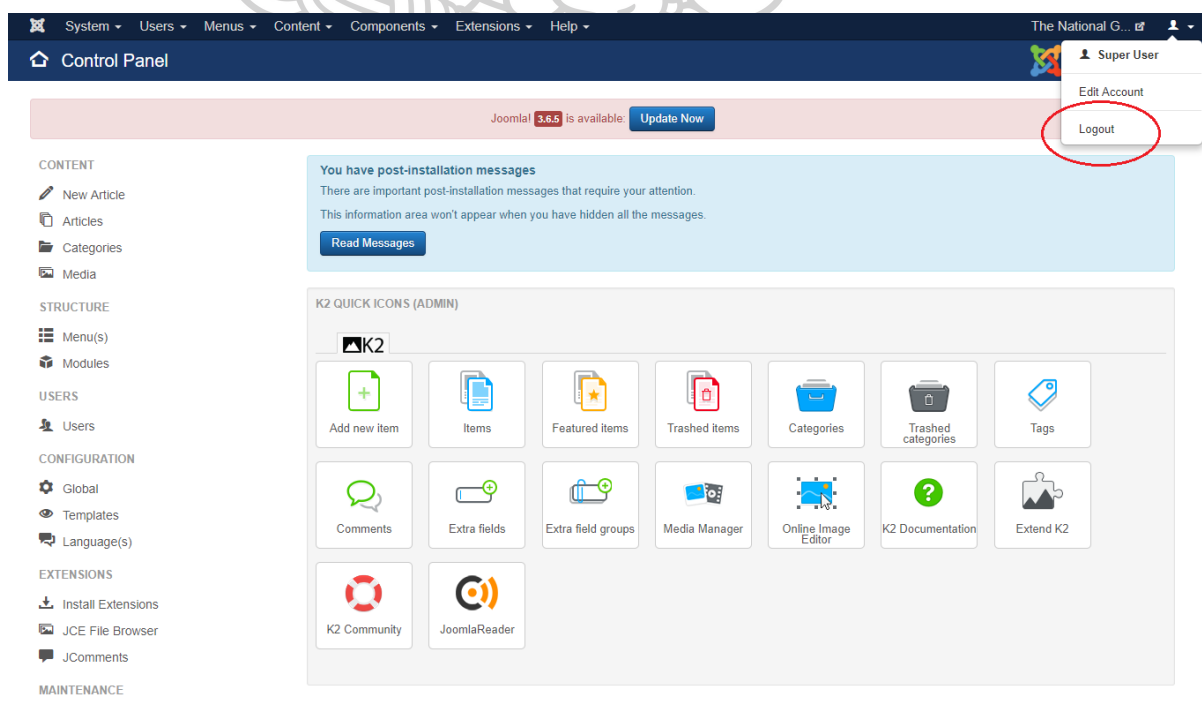 System Users Menus Content Components Extensions Help The National G...
Control Panel
Super User
Edit Account
Logout
Joomla! 3.6.5 is available: Update Now
CONTENT
New Article
Articles
Categories
Media
STRUCTURE
Menu(s)
Modules
USERS
Users
CONFIGURATION
Global
Templates
Language(s)
EXTENSIONS
Install Extensions
JCE File Browser
JComments
MAINTENANCE
You have post-installation messages
There are important post-installation messages that require your attention.
This information area won't appear when you have hidden all the messages.
Read Messages
K2 QUICK ICONS (ADMIN)
K2
Add new item
Items
Featured items
Trashed items
Categories
Trashed
categories
Tags
Comments
Extra fields
Extra field groups
Media Manager
Online Image
Editor
K2 Documentation
Extend K2
K2 Community
JoomlaReader